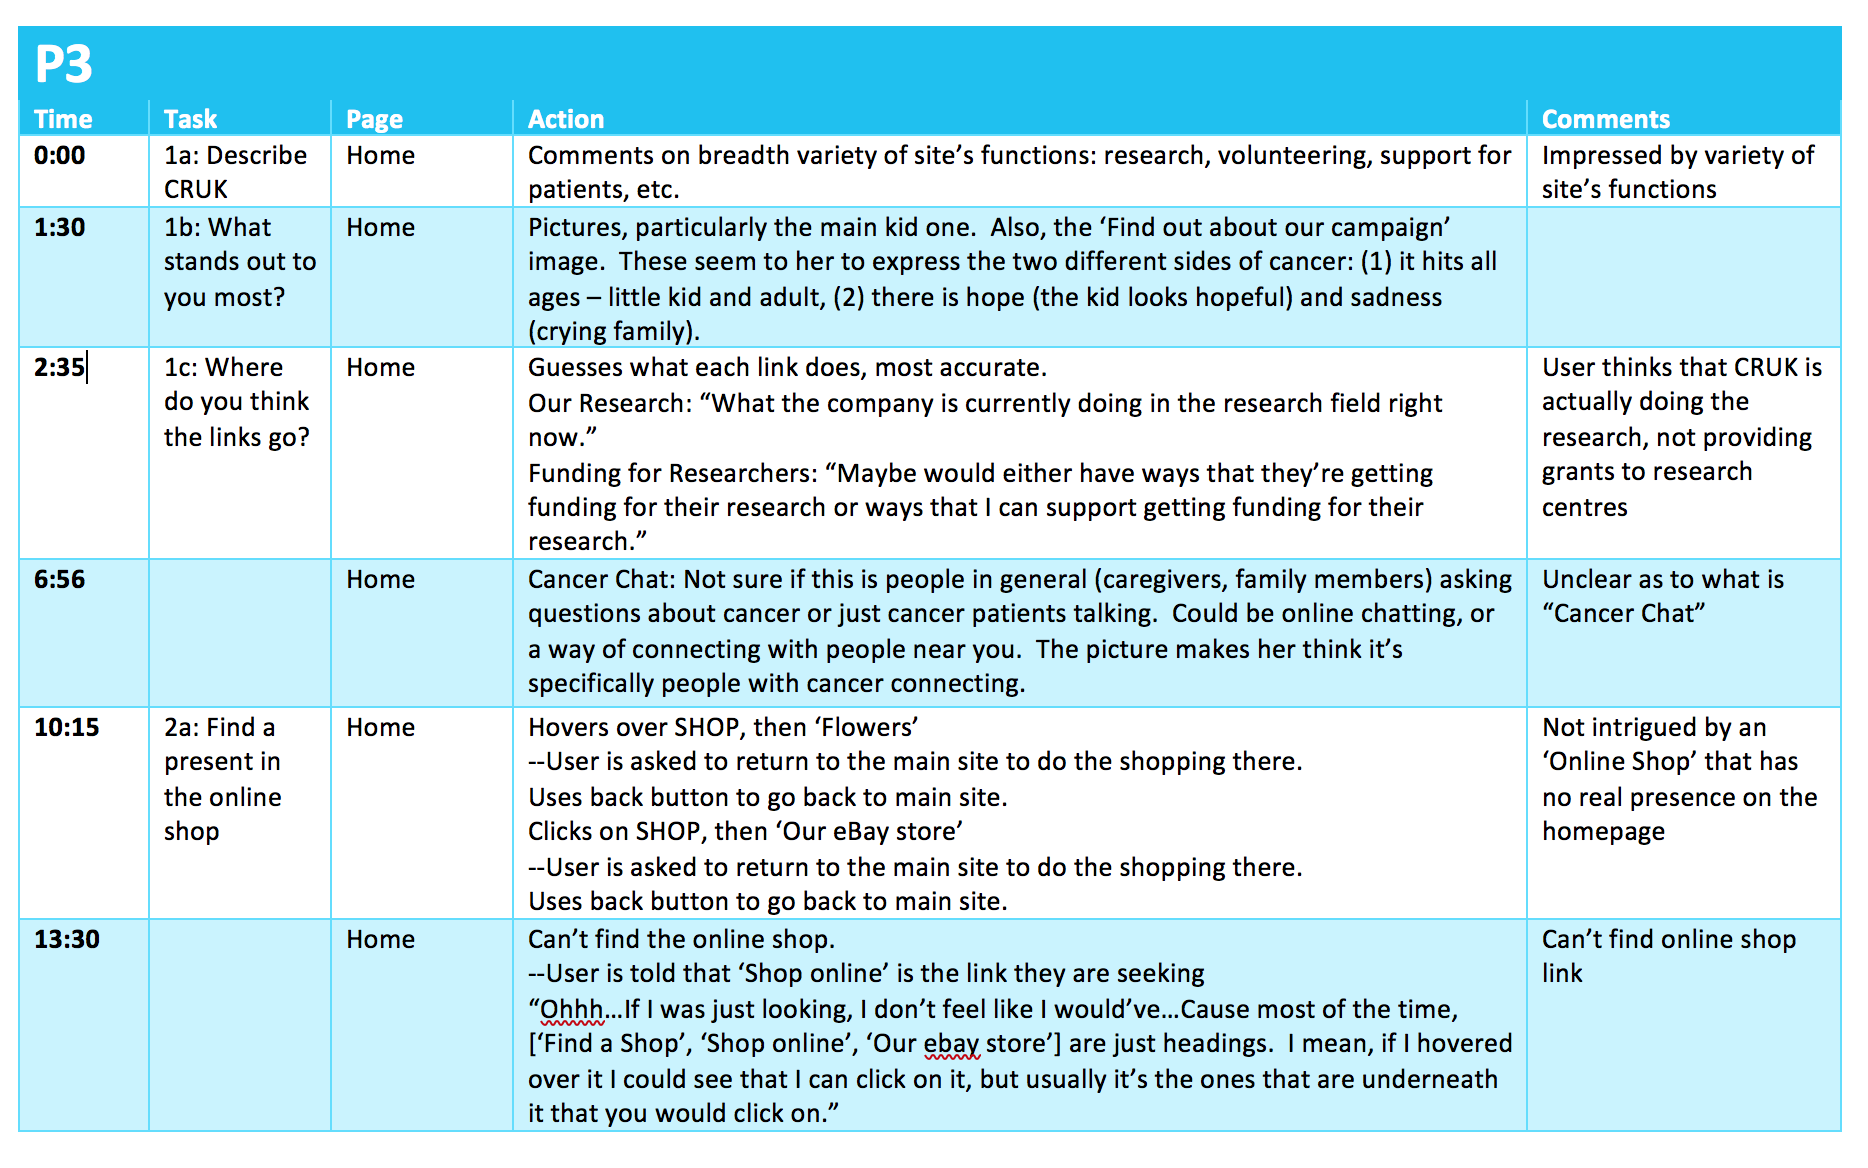 P3
Time Task Page Action Comments
0:00 1a: Describe CRUK Home Comments on breadth variety of site’s functions: research, volunteering, support for patients, etc. Impressed by variety of site’s functions
1:30 1b: What stands out to you most? Home Pictures, particularly the main kid one.  Also, the ‘Find out about our campaign’ image.  These seem to her to express the two different sides of cancer: (1) it hits all ages – little kid and adult, (2) there is hope (the kid looks hopeful) and sadness (crying family).
2:35 1c: Where do you think the links go? Home Guesses what each link does, most accurate.
Our Research: “What the company is currently doing in the research field right now.”
Funding for Researchers: “Maybe would either have ways that they’re getting funding for their research or ways that I can support getting funding for their research.”
User thinks that CRUK is actually doing the research, not providing grants to research centres
6:56 Home Cancer Chat: Not sure if this is people in general (caregivers, family members) asking questions about cancer or just cancer patients talking.  Could be online chatting, or a way of connecting with people near you.  The picture makes her think it’s specifically people with cancer connecting. Unclear as to what is “Cancer Chat”
10:15 2a: Find a present in the online shop Home Hovers over SHOP, then ‘Flowers’
--User is asked to return to the main site to do the shopping there.
Uses back button to go back to main site.
Clicks on SHOP, then ‘Our eBay store’
--User is asked to return to the main site to do the shopping there.
Uses back button to go back to main site.
Not intrigued by an ‘Online Shop’ that has no real presence on the homepage
13:30 Home Can’t find the online shop.
--User is told that ‘Shop online’ is the link they are seeking
“Ohhh…If I was just looking, I don’t feel like I would’ve…Cause most of the time, [‘Find a Shop’, ‘Shop online’, ‘Our ebay store’] are just headings.  I mean, if I hovered over it I could see that I can click on it, but usually it’s the ones that are underneath it that you would click on.”
Can’t find online shop link